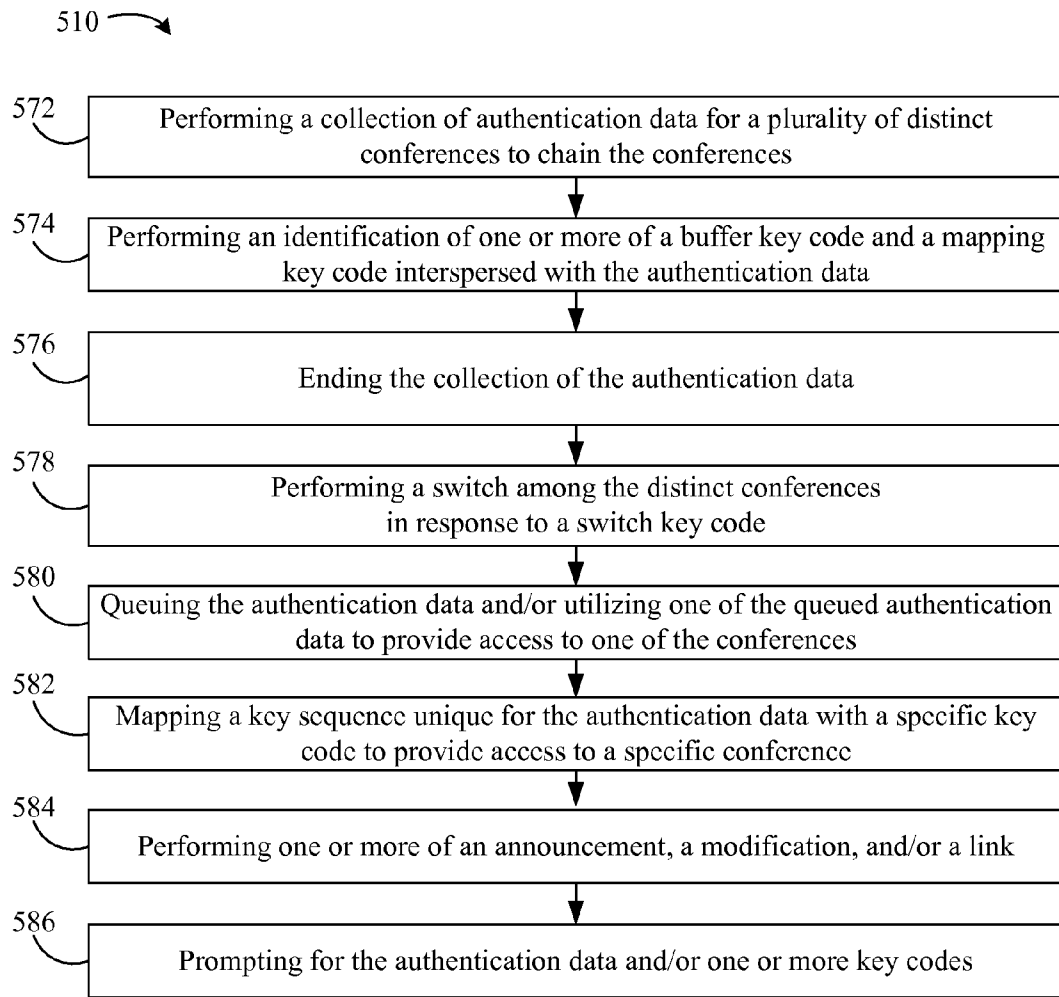 510
572
Performing a collection of authentication data for a plurality of distinct
conferences to chain the conferences
574
Performing an identification of one or more of a buffer key code and a mapping
key code interspersed with the authentication data
576
Ending the collection of the authentication data
578
Performing a switch among the distinct conferences
in response to a switch key code
580
Queuing the authentication data and/or utilizing one of the queued authentication
data to provide access to one of the conferences
582
Mapping a key sequence unique for the authentication data with a specific key
code to provide access to a specific conference
584
Performing one or more of an announcement, a modification, and/or a link
586
Prompting for the authentication data and/or one or more key codes